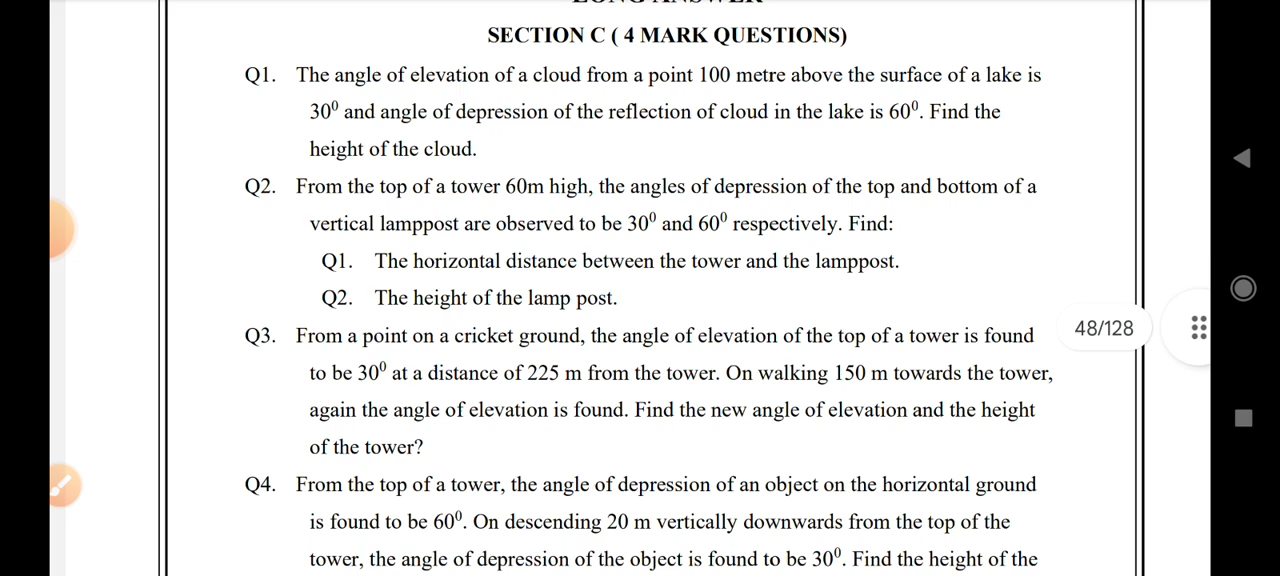 LONG ANSWER
SECTION C ( 4 MARK QUESTIONS)
Q1. The angle of elevation of a cloud from a point 100 metre above the surface of a lake is
30⁰ and angle of depression of the reflection of cloud in the lake is 60⁰. Find the
height of the cloud.
Q2. From the top of a tower 60m high, the angles of depression of the top and bottom of a
vertical lamppost are observed to be 30⁰ and 60⁰ respectively. Find:
Q1. The horizontal distance between the tower and the lamppost.
Q2. The height of the lamp post.
Q3. From a point on a cricket ground, the angle of elevation of the top of a tower is found
to be 30⁰ at a distance of 225 m from the tower. On walking 150 m towards the tower,
again the angle of elevation is found. Find the new angle of elevation and the height
of the tower?
Q4. From the top of a tower, the angle of depression of an object on the horizontal ground
is found to be 60⁰. On descending 20 m vertically downwards from the top of the
tower, the angle of depression of the object is found to be 30⁰. Find the height of the
48/128